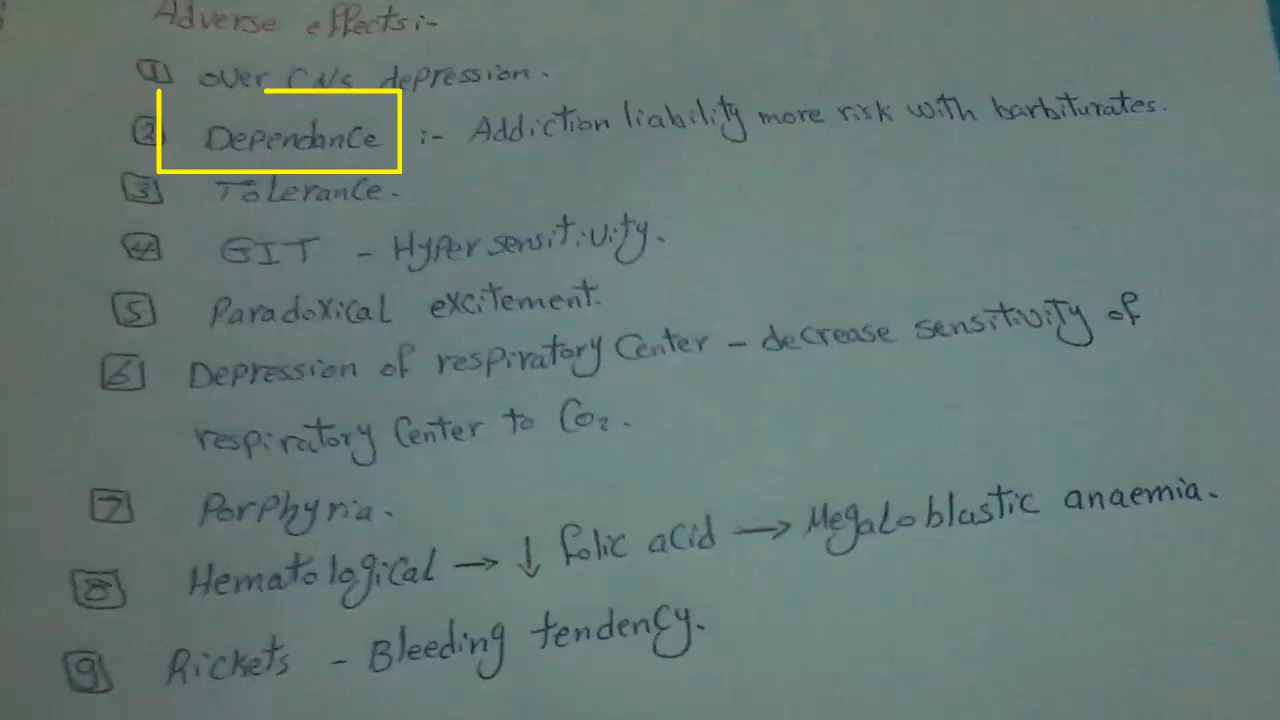 Adverse effects:-
1 over CNS depression.
2 Dependance :- Addiction liability more risk with barbiturates.
3 Tolerance.
4 GIT - Hyper sensitivity.
5 Paradoxical excitement.
6 Depression of respiratory Center - decrease sensitivity of
respiratory Center to CO₂.
7 Porphyria.
8 Hematological → ↓ folic acid → Megaloblastic anaemia.
9 Rickets - Bleeding tendency.